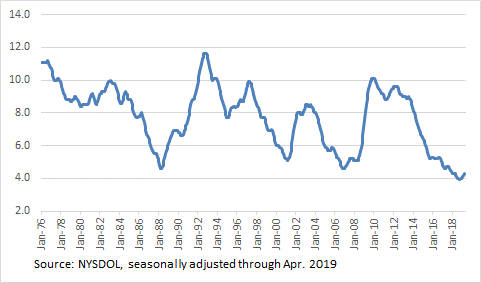 14.0
12.0
10.0
8.0
6.0
4.0
2.0
Jan-76
Jan-78
Jan-80
Jan-82
Jan-84
Jan-86
Jan-88
Jan-90
Jan-92
Jan-94
Jan-96
Jan-98
Jan-00
Jan-02
Jan-04
Jan-06
Jan-08
Jan-10
Jan-12
Jan-14
Jan-16
Jan-18
Source: NYSDOL, seasonally adjusted through Apr. 2019